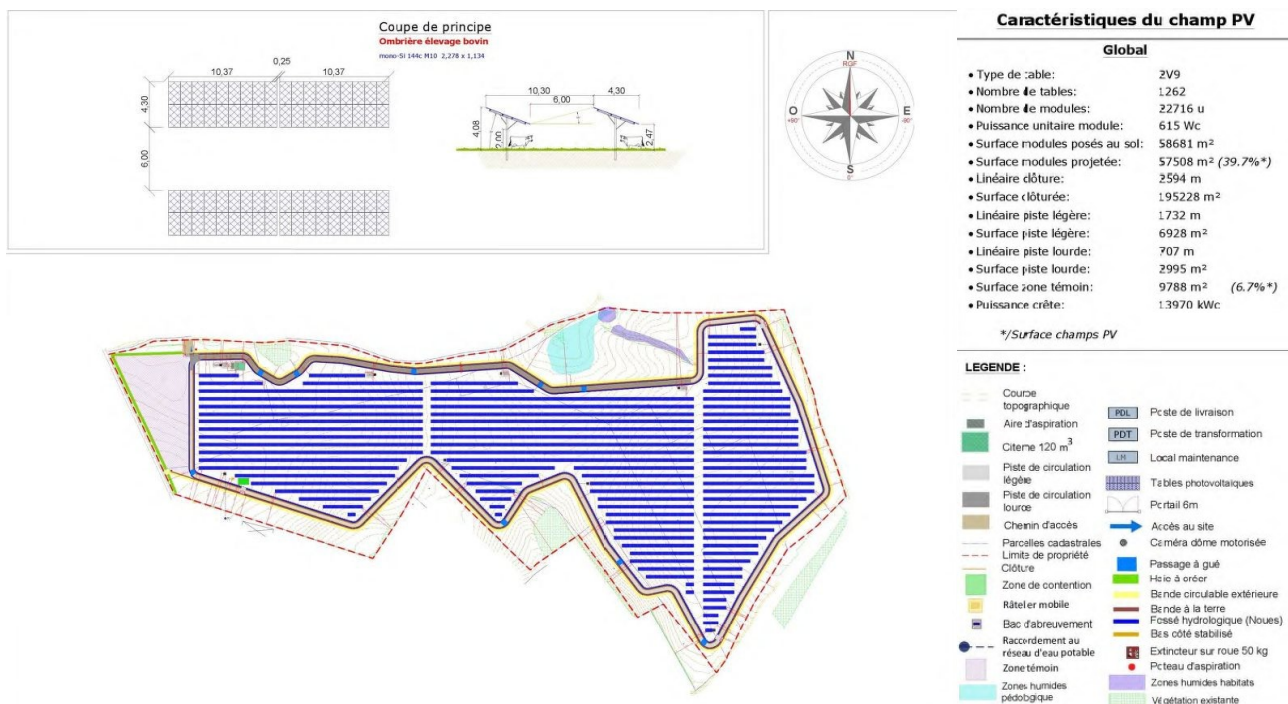 Coupe de principe
Ombrière élevage bovin
mono-Si 144c M10 2,278 x 1,134
10,37
0,25
10,37
4,30
6,00
10,30
4,30
6,00
4,08
2,00
2,47
N
RGF
O
+90°
E
-90°
S
0°
Caractéristiques du champ PV
Global
• Type de table: 2V9
• Nombre de tables: 1262
• Nombre de modules: 22716 u
• Puissance unitaire module: 615 Wc
• Surface modules posés au sol: 58681 m²
• Surface modules projetée: 57508 m² (39.7%*)
• Linéaire clôture: 2594 m
• Surface clôturée: 195228 m²
• Linéaire piste légère: 1732 m
• Surface piste légère: 6928 m²
• Linéaire piste lourde: 707 m
• Surface piste lourde: 2995 m²
• Surface zone témoin: 9788 m² (6.7%*)
• Puissance crête: 13970 kWc
*/Surface champs PV
LEGENDE :
Courbe
topographique
Aire d'aspiration
Citerne 120 m³
Piste de circulation
légère
Piste de circulation
lourde
Chemin d'accès
Parcelles cadastrales
Limite de propriété
Clôture
Zone de contention
Râtelier mobile
Bac d'abreuvement
Raccordement au
réseau d'eau potable
Zone témoin
Zones humides
pédologique
PDL Poste de livraison
PDT Poste de transformation
LM Local maintenance
Tables photovoltaïques
Portail 6m
Accès au site
Caméra dôme motorisée
Passage à gué
Haie à créer
Bande circulable extérieure
Bande à la terre
Fossé hydrologique (Noues)
Bas côté stabilisé
Extincteur sur roue 50 kg
Poteau d'aspiration
Zones humides habitats
Végétation existante